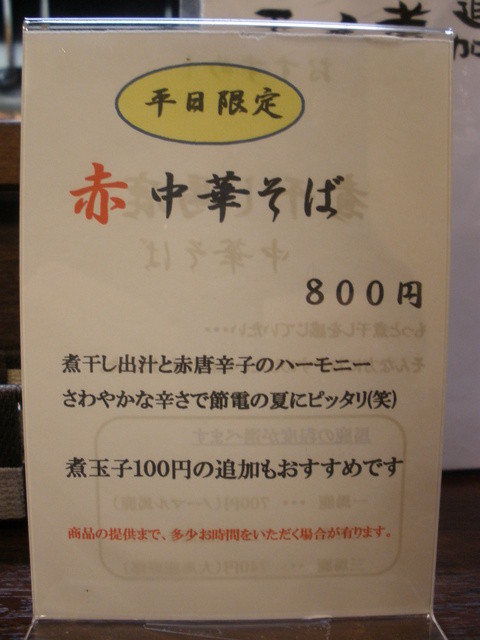 平日限定
赤 中華そば
800円
煮干し出汁と赤唐辛子のハーモニー
さわやかな辛さで節電の夏にピッタリ(笑)
煮玉子100円の追加もおすすめです
商品の提供まで、多少お時間をいただく場合が有ります。